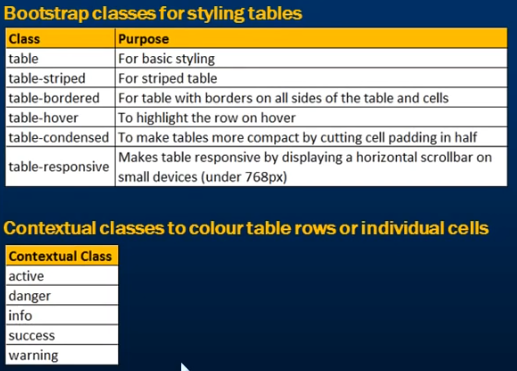 Bootstrap classes for styling tables
Class Purpose
table For basic styling
table-striped For striped table
table-bordered For table with borders on all sides of the table and cells
table-hover To highlight the row on hover
table-condensed To make tables more compact by cutting cell padding in half
table-responsive Makes table responsive by displaying a horizontal scrollbar on
small devices (under 768px)
Contextual classes to colour table rows or individual cells
Contextual Class
active
danger
info
success
warning